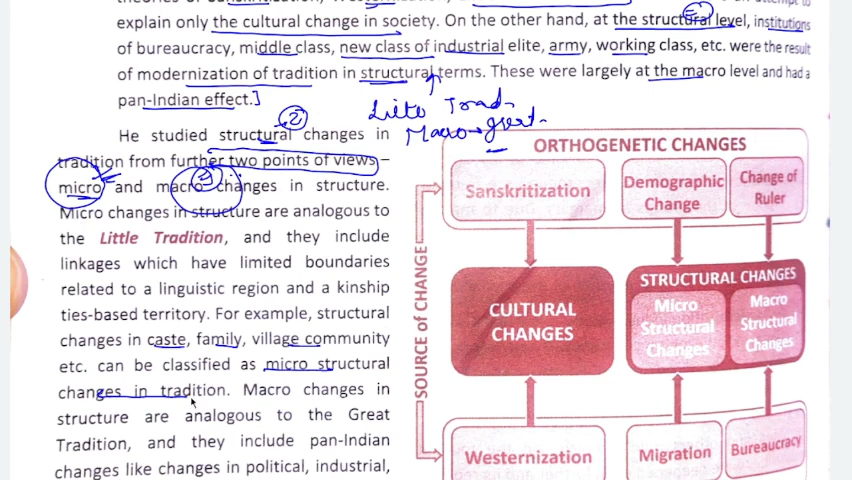 explain only the cultural change in society. On the other hand, at the structural level, institutions
of bureaucracy, middle class, new class of industrial elite, army, working class, etc. were the result
of modernization of tradition in structural terms. These were largely at the macro level and had a
pan-Indian effect.]
Trad.
Macro → great.
He studied structural changes in
tradition from further two points of views –
micro and macro changes in structure.
Micro changes in structure are analogous to
the Little Tradition, and they include
linkages which have limited boundaries
related to a linguistic region and a kinship
ties-based territory. For example, structural
changes in caste, family, village community
etc. can be classified as micro structural
changes in tradition. Macro changes in
structure are analogous to the Great
Tradition, and they include pan-Indian
changes like changes in political, industrial,
ORTHOGENETIC CHANGES
Sanskritization
Demographic
Change
Change of
Ruler
SOURCE of CHANGE
CULTURAL
CHANGES
STRUCTURAL CHANGES
Micro
Structural
Changes
Macro
Structural
Changes
Westernization
Migration
Bureaucracy